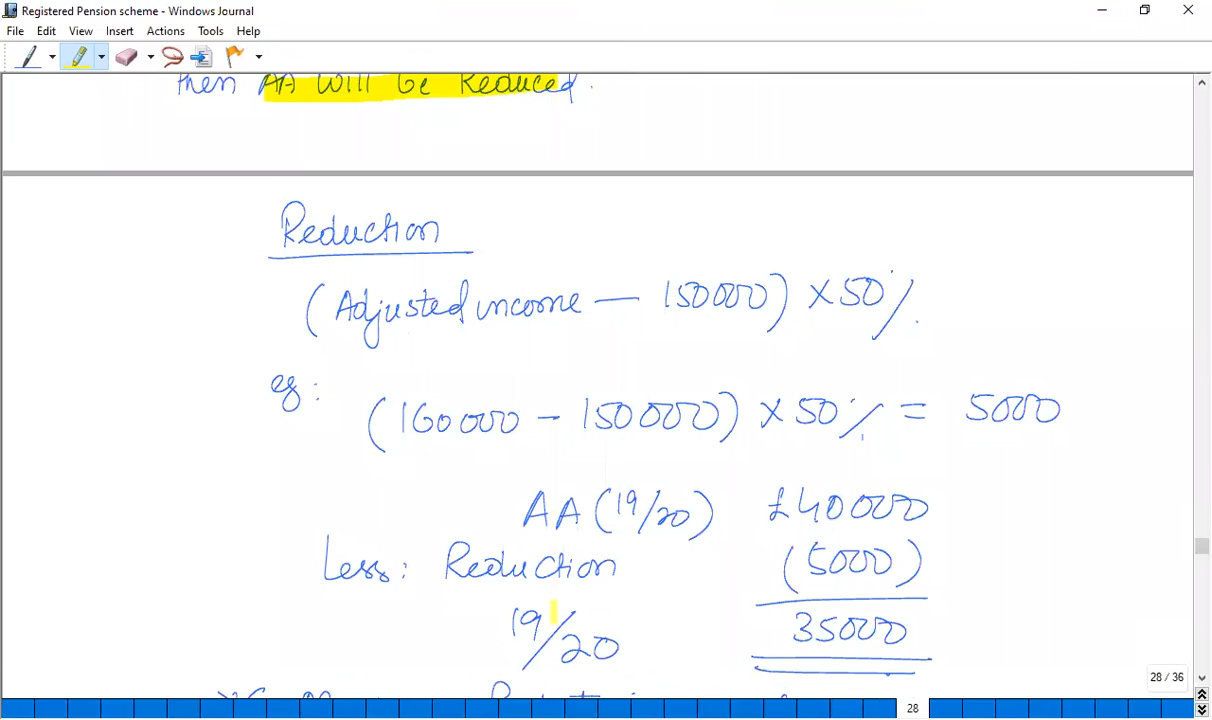 Registered Pension scheme - Windows Journal
File Edit View Insert Actions Tools Help
then AA will be Reduced.
Reduction
(Adjusted income — 150000) × 50%.
eg:
(160000 - 150000) × 50% = 5000
AA (19/20) £40000
Less: Reduction (5000)
19/20 35000
28 / 36
28